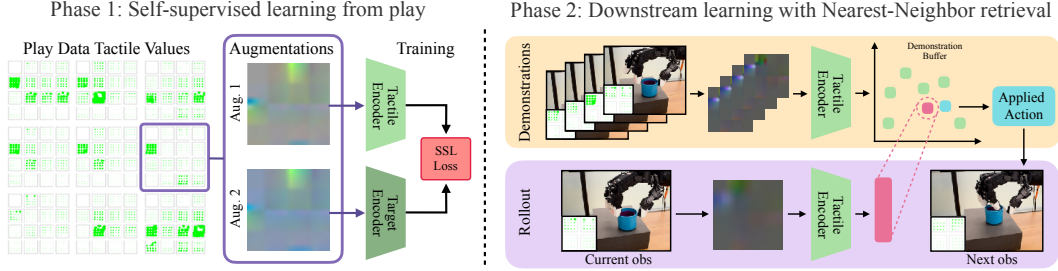 Phase 1: Self-supervised learning from play
Play Data Tactile Values
Augmentations
Training
Aug. 1
Aug. 2
Tactile
Encoder
Target
Encoder
SSL
Loss
Phase 2: Downstream learning with Nearest-Neighbor retrieval
Demonstrations
Tactile
Encoder
Demonstration
Buffer
Applied
Action
Rollout
Current obs
Tactile
Encoder
Next obs